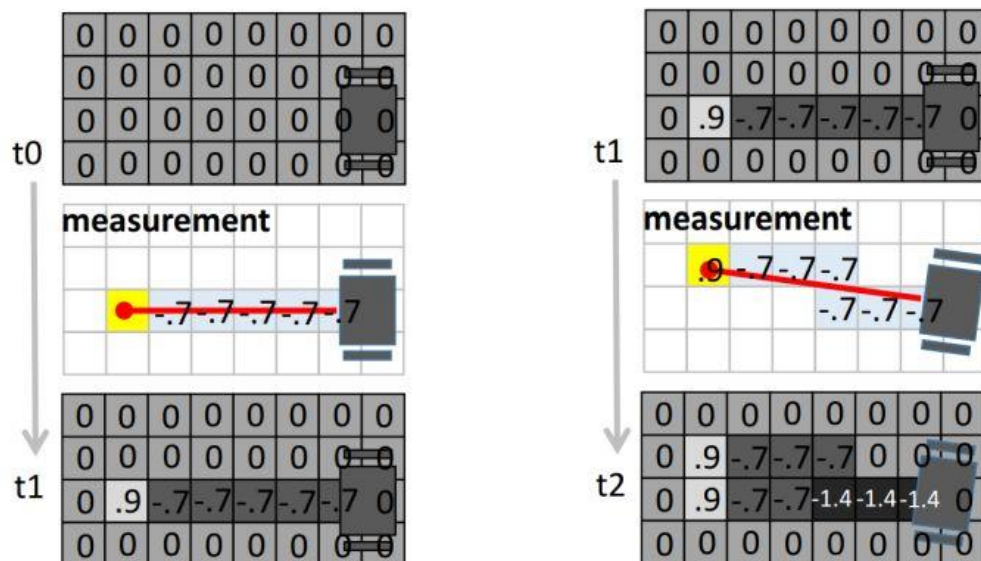 0 0 0 0 0 0 0 0
0 0 0 0 0 0 0 0
0 0 0 0 0 0 0 0
t0
0 0 0 0 0 0 0 0
measurement
-.7 -.7 -.7 -.7 -.7
0 0 0 0 0 0 0 0
0 0 0 0 0 0 0 0
t1
0 .9 -.7 -.7 -.7 -.7 -.7 0
0 0 0 0 0 0 0 0
0 0 0 0 0 0 0 0
0 0 0 0 0 0 0 0
0 .9 -.7 -.7 -.7 -.7 -.7 0
t1
0 0 0 0 0 0 0 0
measurement
.9 -.7 -.7 -.7
-.7 -.7 -.7
0 0 0 0 0 0 0 0
0 .9 -.7 -.7 -.7 0 0 0
t2
0 .9 -.7 -.7 -1.4 -1.4 -1.4 0
0 0 0 0 0 0 0 0